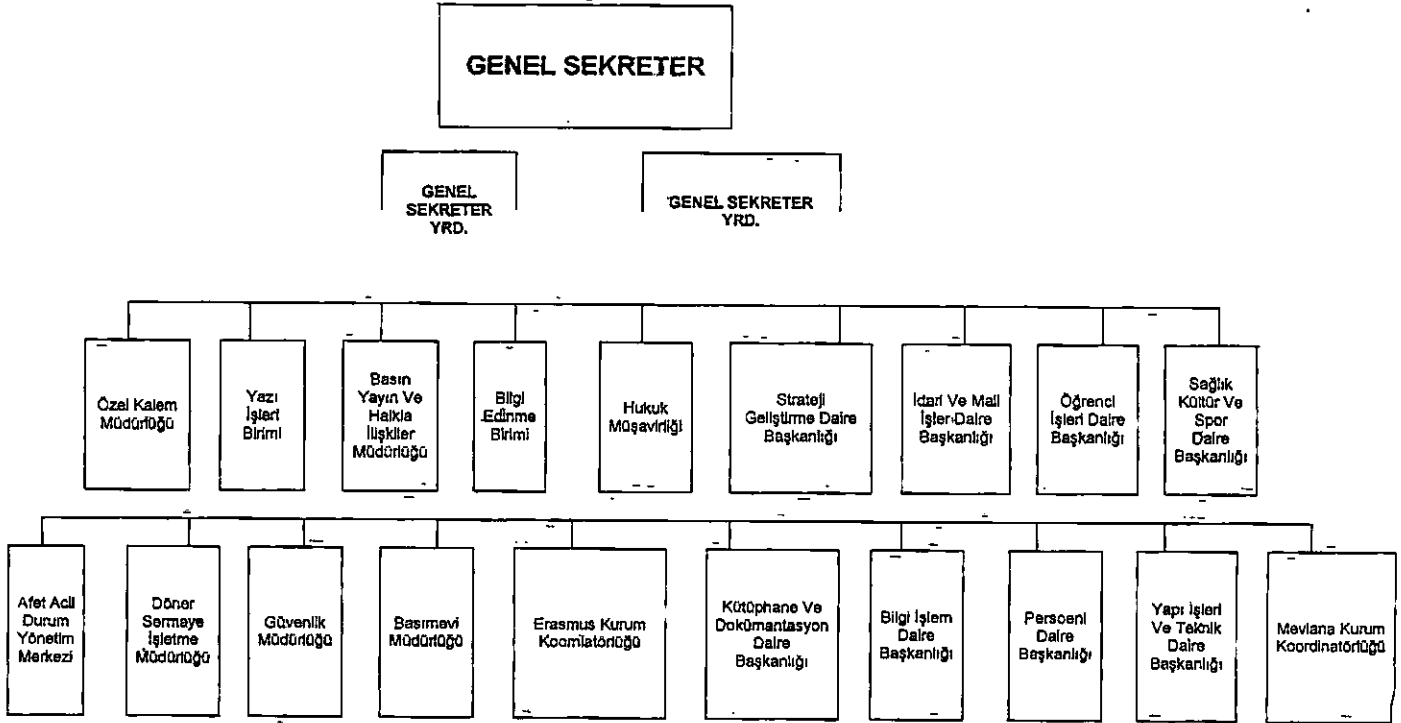 GENEL SEKRETER
GENEL
SEKRETER
YRD.
GENEL SEKRETER
YRD.
Özel Kalem
Müdürlüğü
Yazı
İşleri
Birimi
Basın
Yayın Ve
Halkla
İlişkiler
Müdürlüğü
Bilgi
Edinme
Birimi
Hukuk
Müşavirliği
Strateji
Geliştirme Daire
Başkanlığı
İdari Ve Mali
İşler Daire
Başkanlığı
Öğrenci
İşleri Daire
Başkanlığı
Sağlık
Kültür Ve
Spor
Daire
Başkanlığı
Afet Acil
Durum
Yönetim
Merkezi
Döner
Sermaye
İşletme
Müdürlüğü
Güvenlik
Müdürlüğü
Basımevi
Müdürlüğü
Erasmus Kurum
Koornilatörlüğü
Kütüphane Ve
Dokümantasyon
Daire
Başkanlığı
Bilgi İşlem
Daire
Başkanlığı
Persoenl
Daire
Başkanlığı
Yapı İşleri
Ve Teknik
Daire
Başkanlığı
Mevlana Kurum
Koordinatörlüğü